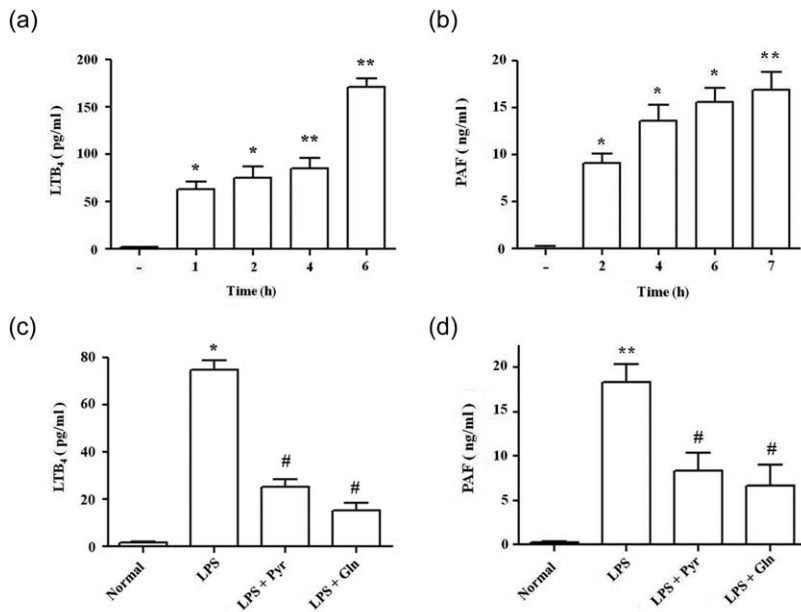 (a)
LTB4 ( pg/ml )
200
150
100
50
0
**
**
*
*
-
1
2
4
6
Time (h)
(b)
PAF ( ng/ml )
20
15
10
5
0
*
*
*
**
-
2
4
6
7
Time (h)
(c)
LTB4 ( pg/ml )
80
60
40
20
0
*
#
#
Normal
LPS
LPS + Pyr
LPS + Gln
(d)
PAF ( ng/ml )
20
15
10
5
0
**
#
#
Normal
LPS
LPS + Pyr
LPS + Gln